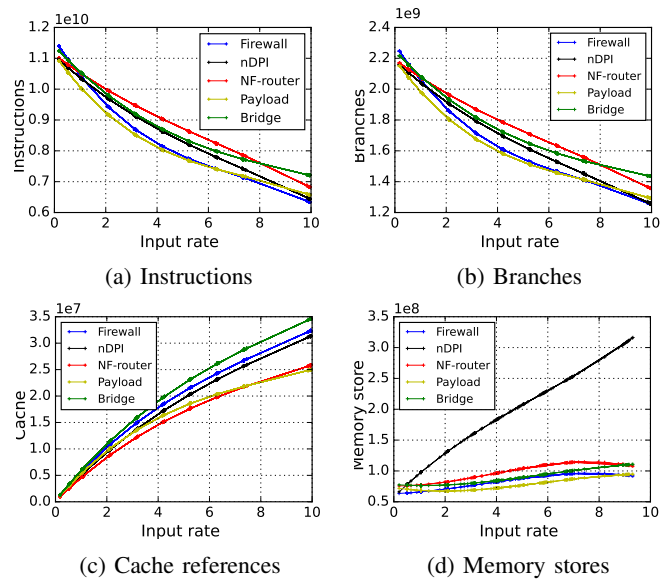 1e10
1.2
1.1
1.0
0.9
0.8
0.7
0.6
Instructions
Firewall
nDPI
NF-router
Payload
Bridge
0 2 4 6 8 10
Input rate
(a) Instructions
1e9
2.6
2.4
2.2
2.0
1.8
1.6
1.4
1.2
Branches
Firewall
nDPI
NF-router
Payload
Bridge
0 2 4 6 8 10
Input rate
(b) Branches
1e7
3.5
3.0
2.5
2.0
1.5
1.0
0.5
0.0
Cache
Firewall
nDPI
NF-router
Payload
Bridge
0 2 4 6 8 10
Input rate
(c) Cache references
1e8
3.5
3.0
2.5
2.0
1.5
1.0
0.5
Memory store
Firewall
nDPI
NF-router
Payload
Bridge
0 2 4 6 8 10
Input rate
(d) Memory stores